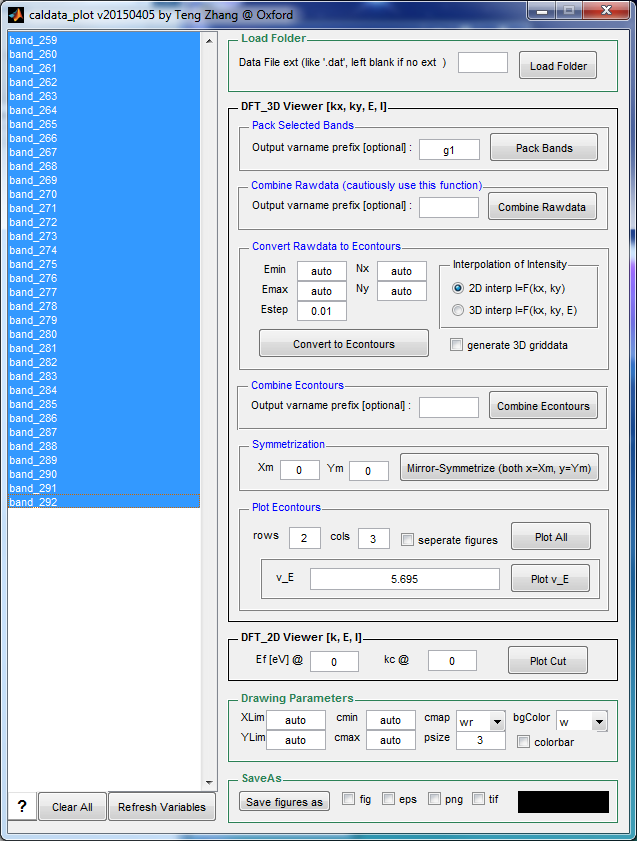 caldata_plot v20150405 by Teng Zhang @ Oxford
band_259
band_260
band_261
band_262
band_263
band_264
band_265
band_266
band_267
band_268
band_269
band_270
band_271
band_272
band_273
band_274
band_275
band_276
band_277
band_278
band_279
band_280
band_281
band_282
band_283
band_284
band_285
band_286
band_287
band_288
band_289
band_290
band_291
band_292
? Clear All Refresh Variables
Load Folder
Data File ext (like '.dat', left blank if no ext ) Load Folder
DFT_3D Viewer [kx, ky, E, I]
Pack Selected Bands
Output varname prefix [optional] : g1 Pack Bands
Combine Rawdata (cautiously use this function)
Output varname prefix [optional] : Combine Rawdata
Convert Rawdata to Econtours
Emin auto Nx auto
Emax auto Ny auto
Estep 0.01
Interpolation of Intensity
2D interp I=F(kx, ky)
3D interp I=F(kx, ky, E)
Convert to Econtours generate 3D griddata
Combine Econtours
Output varname prefix [optional] : Combine Econtours
Symmetrization
Xm 0 Ym 0 Mirror-Symmetrize (both x=Xm, y=Ym)
Plot Econtours
rows 2 cols 3 seperate figures Plot All
v_E 5.695 Plot v_E
DFT_2D Viewer [k, E, I]
Ef [eV] @ 0 kc @ 0 Plot Cut
Drawing Parameters
XLim auto cmin auto cmap wr bgColor w
YLim auto cmax auto psize 3 colorbar
SaveAs
Save figures as fig eps png tif